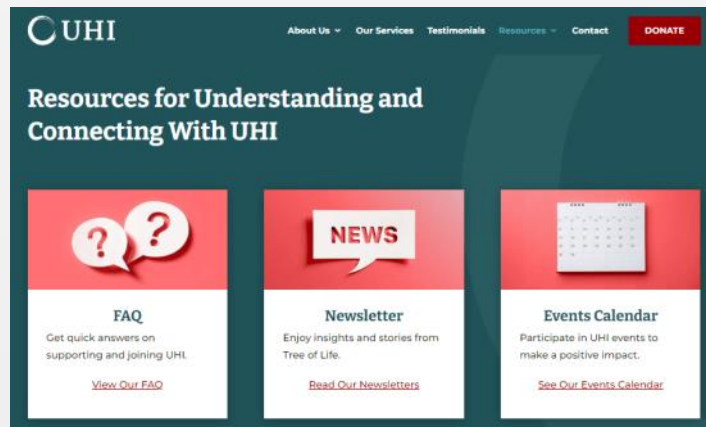 UHI
About Us
Our Services
Testimonials
Resources
Contact
DONATE
Resources for Understanding and
Connecting With UHI
? ?
NEWS
FAQ
Get quick answers on
supporting and joining UHI.
View Our FAQ
Newsletter
Enjoy insights and stories from
Tree of Life.
Read Our Newsletters
Events Calendar
Participate in UHI events to
make a positive impact.
See Our Events Calendar